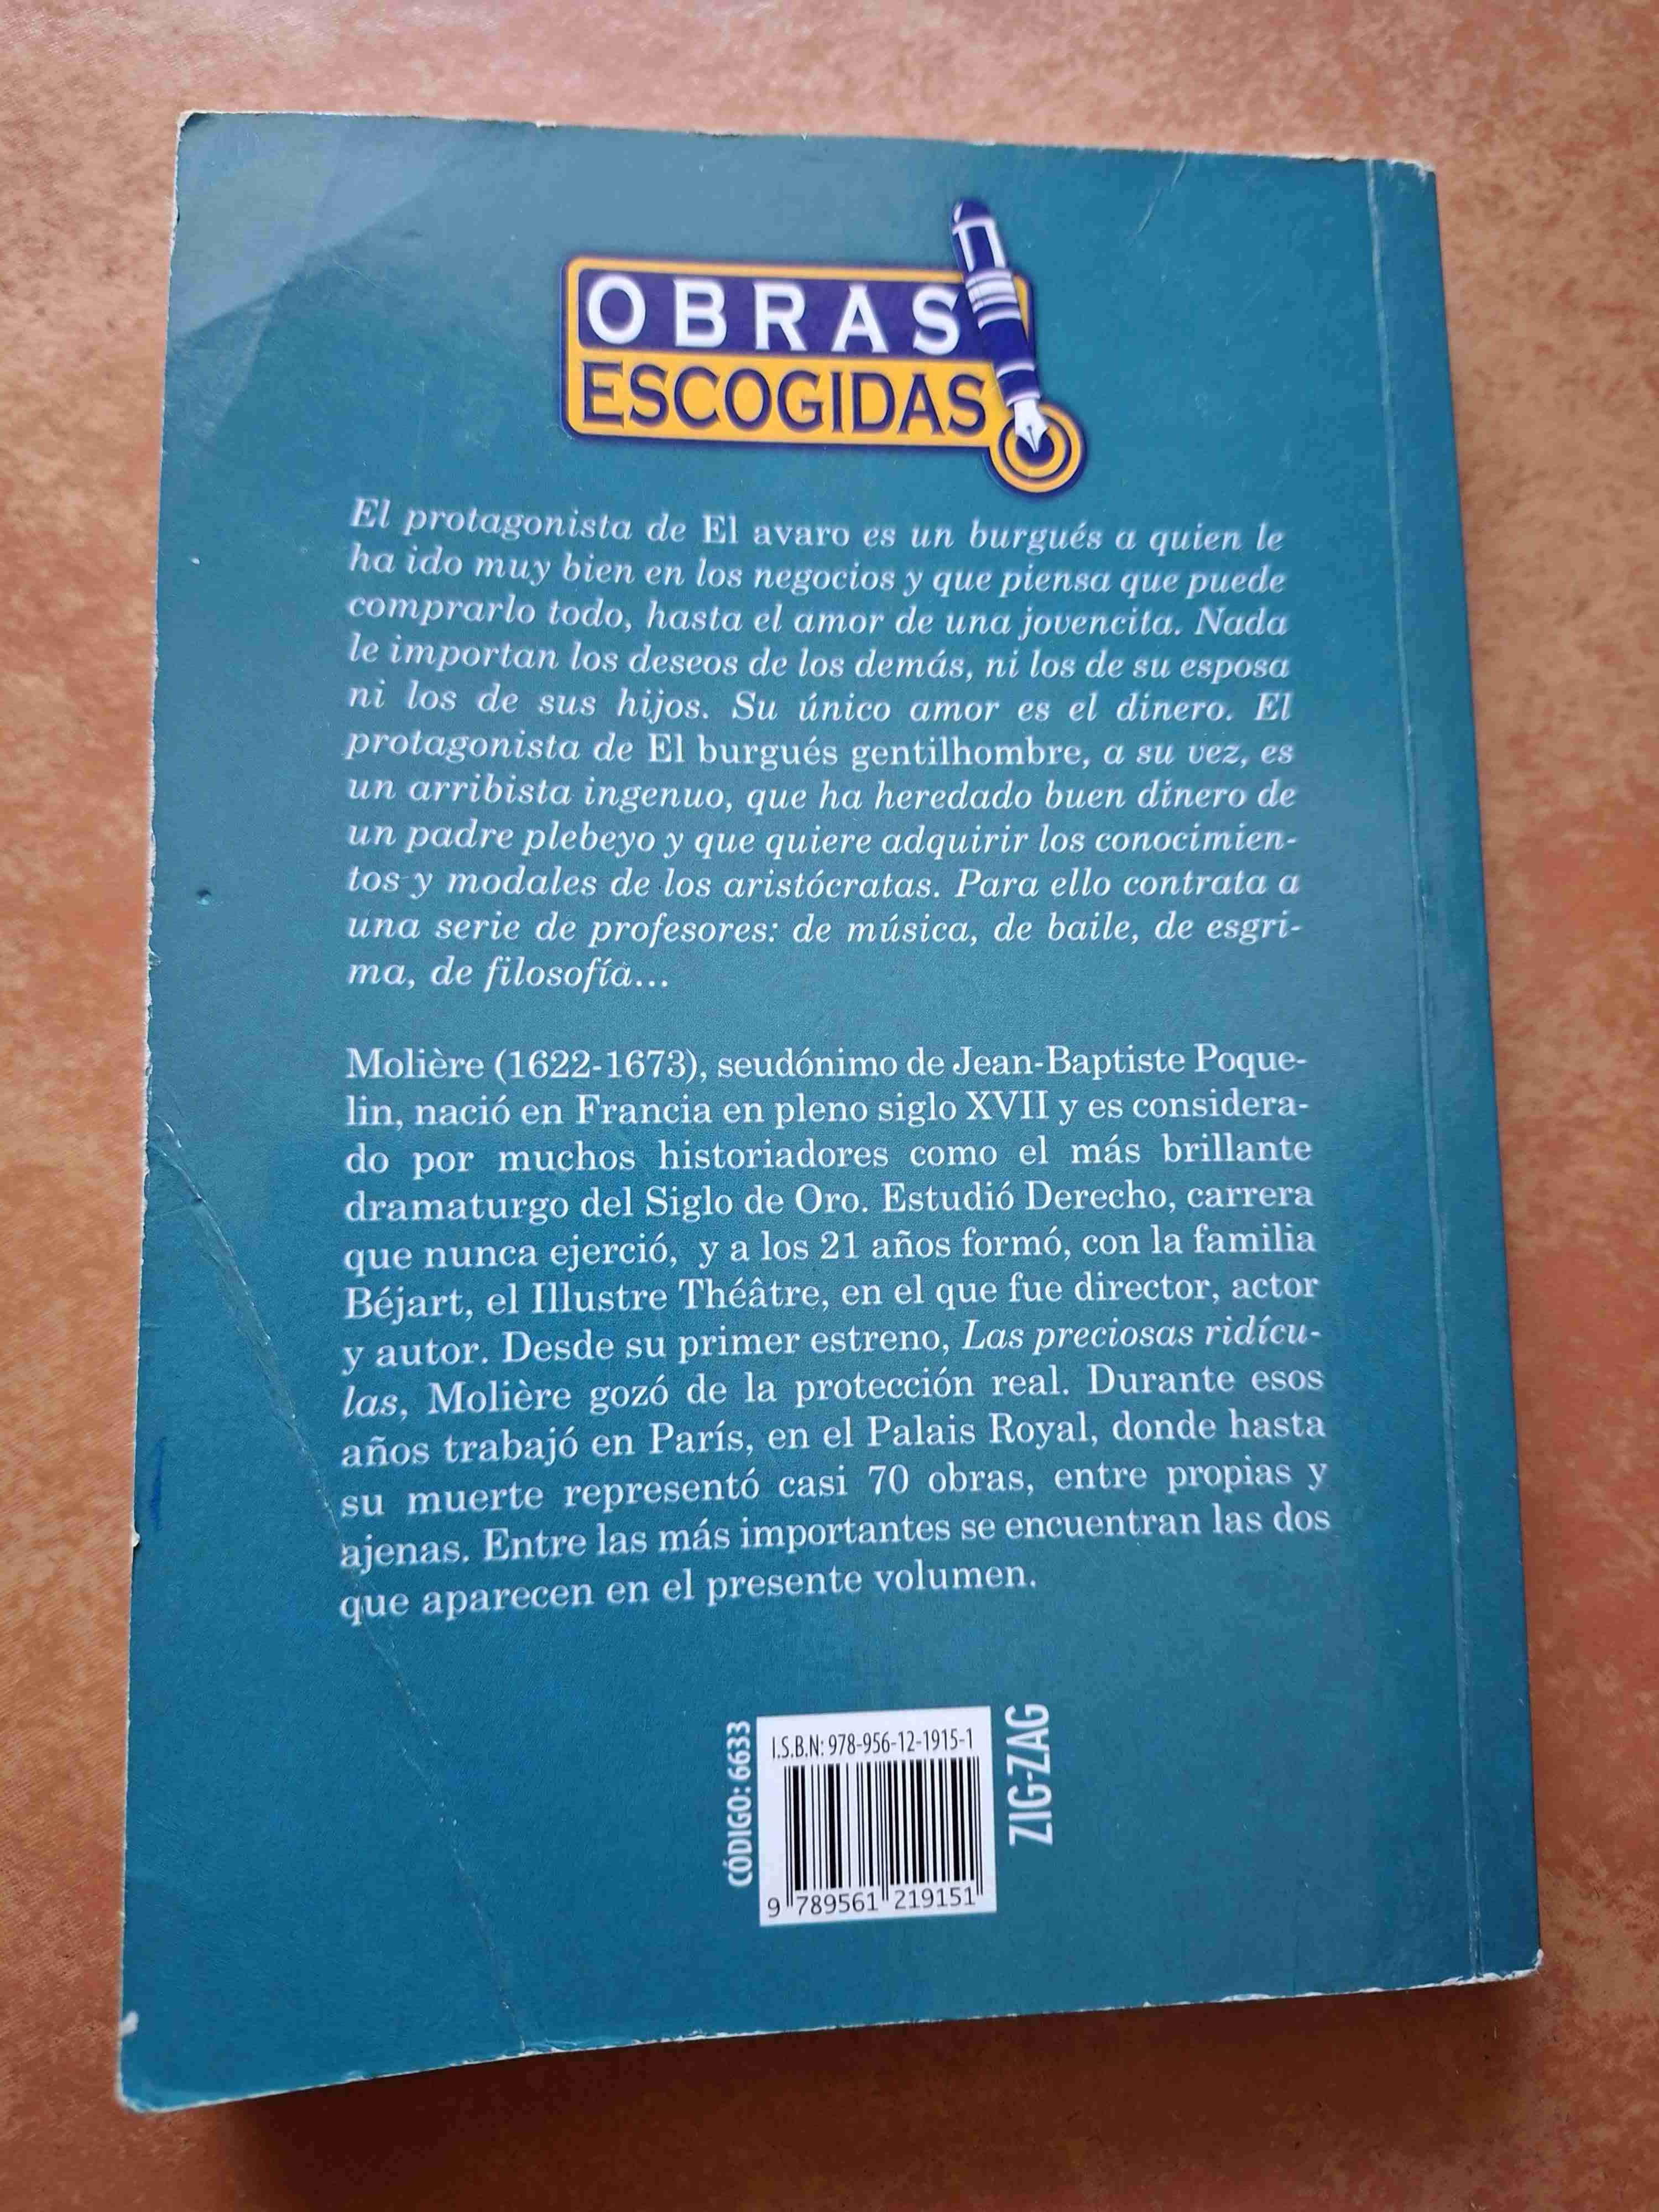 OBRAS
ESCOGIDAS
El protagonista de El avaro es un burgués a quien le
ha ido muy bien en los negocios y que piensa que puede
comprarlo todo, hasta el amor de una jovencita. Nada
le importan los deseos de los demás, ni los de su esposa
ni los de sus hijos. Su único amor es el dinero. El
protagonista de El burgués gentilhombre, a su vez, es
un arribista ingenuo, que ha heredado buen dinero de
un padre plebeyo y que quiere adquirir los conocimien-
tos y modales de los aristócratas. Para ello contrata a
una serie de profesores: de música, de baile, de esgri-
ma, de filosofía...
Molière (1622-1673), seudónimo de Jean-Baptiste Poque-
lin, nació en Francia en pleno siglo XVII y es considera-
do por muchos historiadores como el más brillante
dramaturgo del Siglo de Oro. Estudió Derecho, carrera
que nunca ejerció, y a los 21 años formó, con la familia
Béjart, el Illustre Théâtre, en el que fue director, actor
y autor. Desde su primer estreno, Las preciosas ridícu-
las, Molière gozó de la protección real. Durante esos
años trabajó en París, en el Palais Royal, donde hasta
su muerte representó casi 70 obras, entre propias y
ajenas. Entre las más importantes se encuentran las dos
que aparecen en el presente volumen.
CÓDIGO: 6633
I.S.B.N: 978-956-12-1915-1
9 789561 219151
ZIG-ZAG